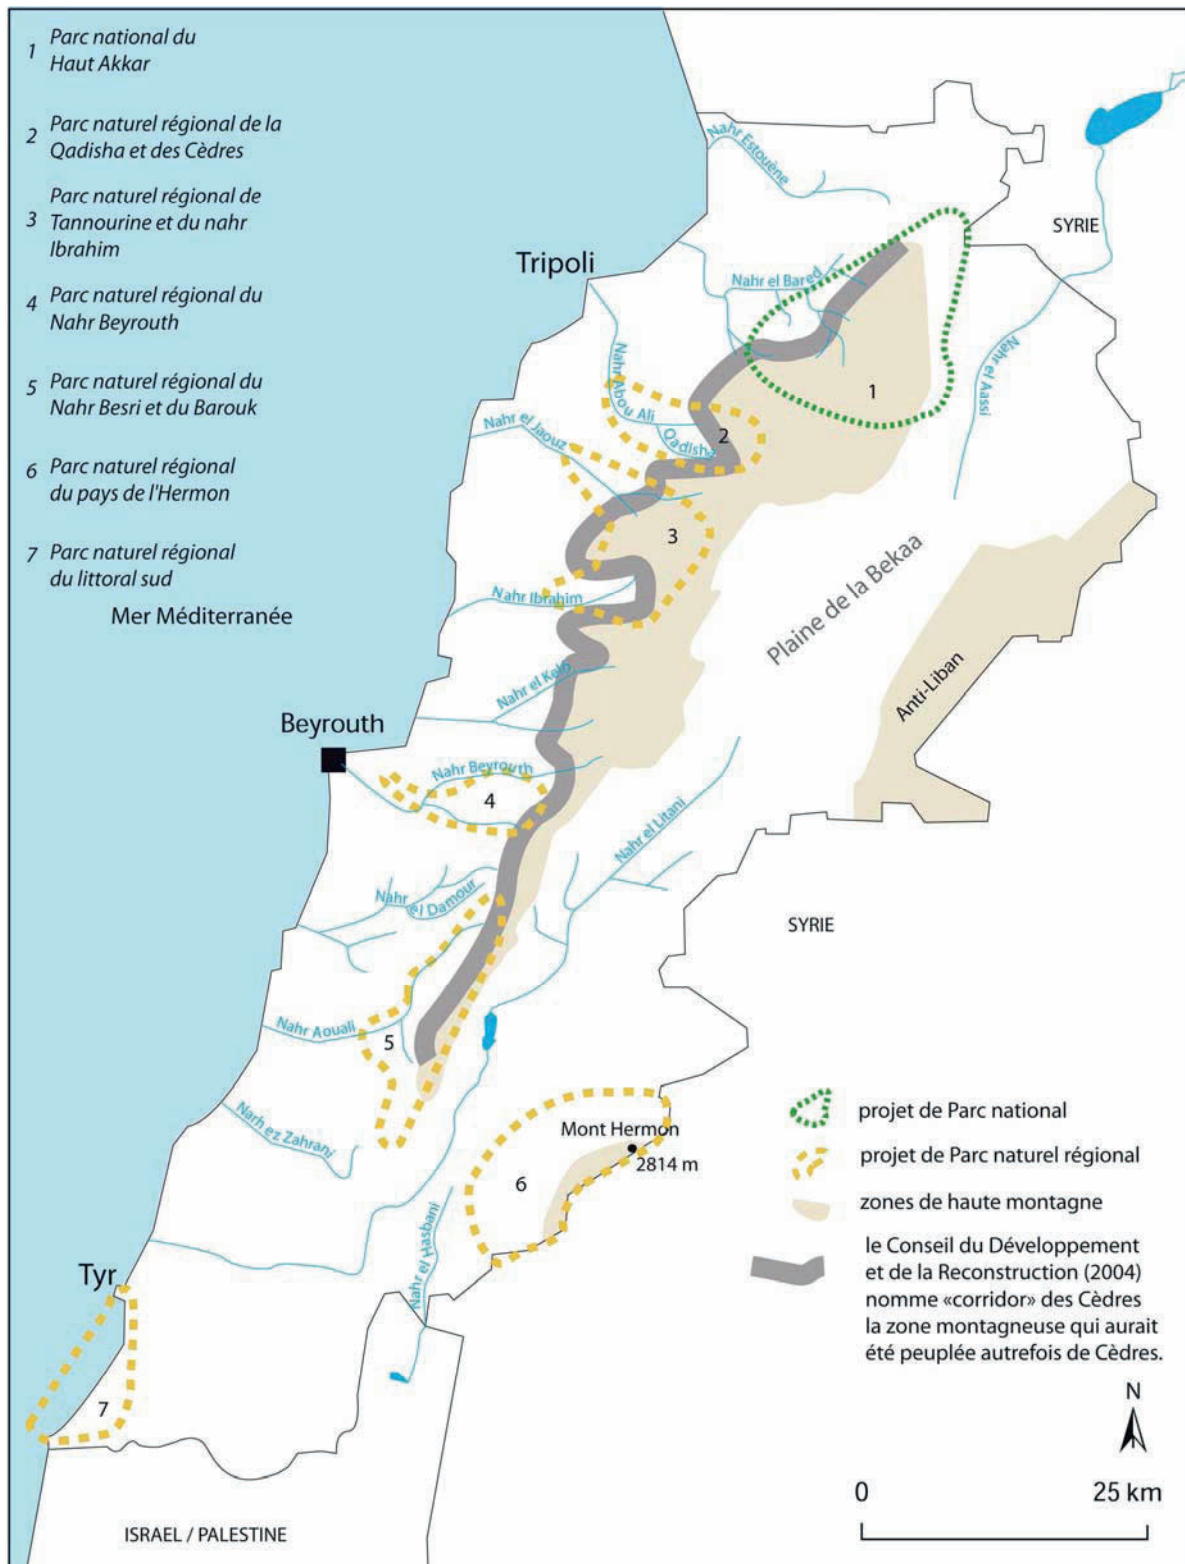 1 Parc national du
Haut Akkar
2 Parc naturel régional de la
Qadisha et des Cèdres
3 Parc naturel régional de
Tannourine et du nahr
Ibrahim
4 Parc naturel régional du
Nahr Beyrouth
5 Parc naturel régional du
Nahr Besri et du Barouk
6 Parc naturel régional
du pays de l'Hermon
7 Parc naturel régional
du littoral sud
Mer Méditerranée
Nahr Estouène
SYRIE
Tripoli
Nahr el Bared
Nahr el Aassi
Nahr Abou Ali
1
Nahr el Jaouz
Qadisha
2
3
Plaine de la Bekaa
Nahr Ibrahim
Nahr el Kelb
Anti-Liban
Beyrouth
Nahr Beyrouth
4
Nahr el Litani
Nahr el Damour
SYRIE
Nahr Aouali
5
Narh ez Zahrani
Mont Hermon
2814 m
6
Nahr el Hasbani
Tyr
7
ISRAEL / PALESTINE
projet de Parc national
projet de Parc naturel régional
zones de haute montagne
le Conseil du Développement
et de la Reconstruction (2004)
nomme «corridor» des Cèdres
la zone montagneuse qui aurait
été peuplée autrefois de Cèdres.
N
0 25 km